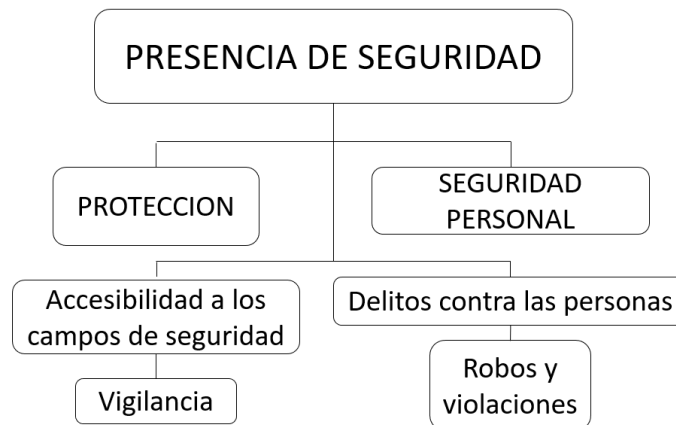 PRESENCIA DE SEGURIDAD
PROTECCION
SEGURIDAD
PERSONAL
Accesibilidad a los
campos de seguridad
Delitos contra las personas
Vigilancia
Robos y
violaciones